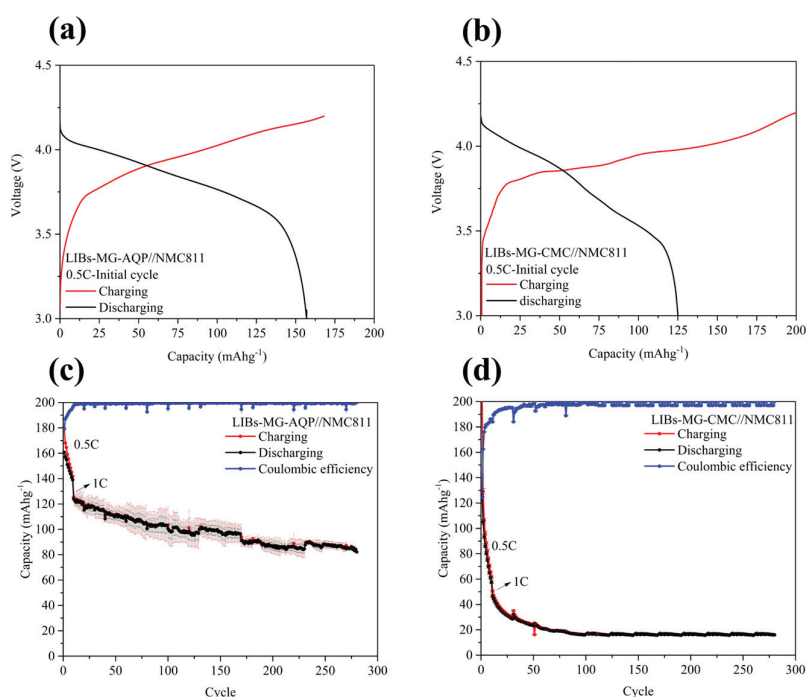 (a)
4.5
4.0
3.5
3.0
Voltage (V)
LIBs-MG-AQP//NMC811
0.5C-Initial cycle
Charging
Discharging
0 25 50 75 100 125 150 175 200
Capacity (mAhg⁻¹)
(b)
4.5
4.0
3.5
3.0
Voltage (V)
LIBs-MG-CMC//NMC811
0.5C-Initial cycle
Charging
discharging
0 25 50 75 100 125 150 175 200
Capacity (mAhg⁻¹)
(c)
200
180
160
140
120
100
80
60
40
20
0
Capacity (mAhg⁻¹)
LIBs-MG-AQP//NMC811
Charging
Discharging
Coulombic efficiency
0.5C
1C
0 50 100 150 200 250 300
Cycle
(d)
200
180
160
140
120
100
80
60
40
20
0
Capacity (mAhg⁻¹)
LIBs-MG-CMC//NMC811
Charging
Discharging
Coulombic efficiency
0.5C
1C
0 50 100 150 200 250 300
Cycle